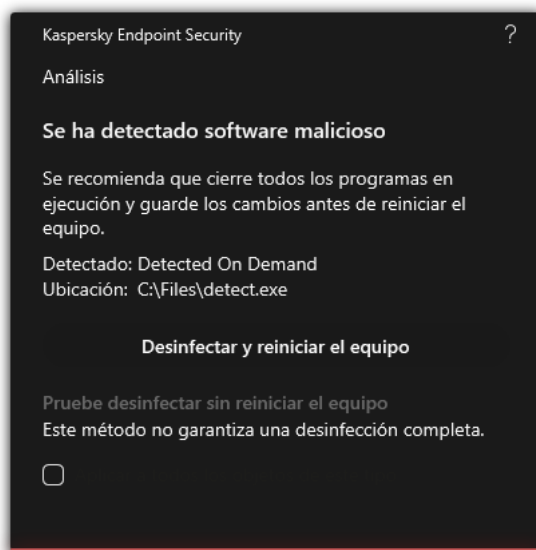 Kaspersky Endpoint Security
?
Análisis
Se ha detectado software malicioso
Se recomienda que cierre todos los programas en
ejecución y guarde los cambios antes de reiniciar el
equipo.
Detectado: Detected On Demand
Ubicación: C:\Files\detect.exe
Desinfectar y reiniciar el equipo
Pruebe desinfectar sin reiniciar el equipo
Este método no garantiza una desinfección completa.